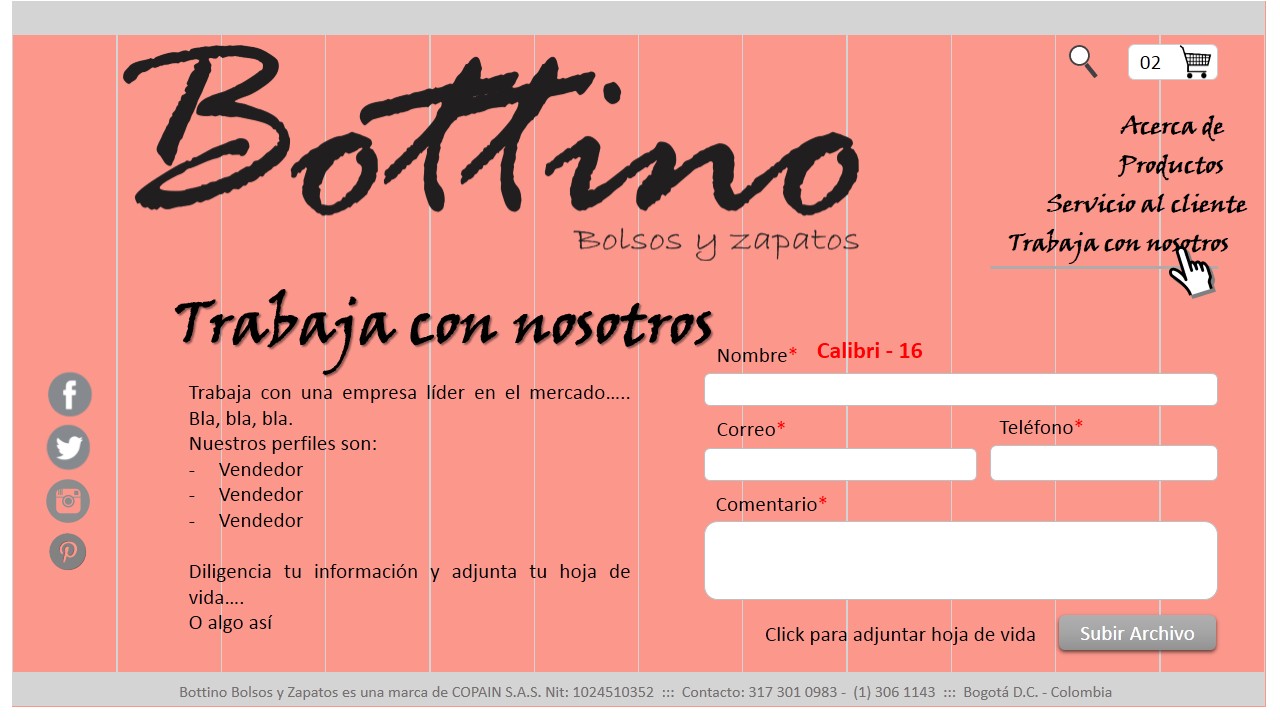 Bottino
Bolsos y zapatos
02
Acerca de
Productos
Servicio al cliente
Trabaja con nosotros
Trabaja con nosotros
Trabaja con una empresa líder en el mercado.....
Bla, bla, bla.
Nuestros perfiles son:
- Vendedor
- Vendedor
- Vendedor
Diligencia tu información y adjunta tu hoja de
vida....
O algo así
Nombre* Calibri - 16
Correo* Teléfono*
Comentario*
Click para adjuntar hoja de vida Subir Archivo
Bottino Bolsos y Zapatos es una marca de COPAIN S.A.S. Nit: 1024510352 ::: Contacto: 317 301 0983 - (1) 306 1143 ::: Bogotá D.C. - Colombia